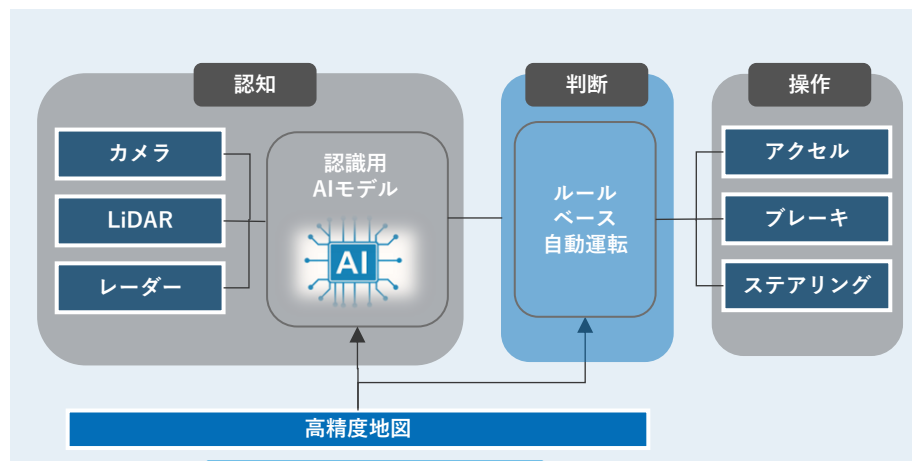 認知
カメラ
LiDAR
レーダー
認識用
AIモデル
AI
判断
ルール
ベース
自動運転
操作
アクセル
ブレーキ
ステアリング
高精度地図